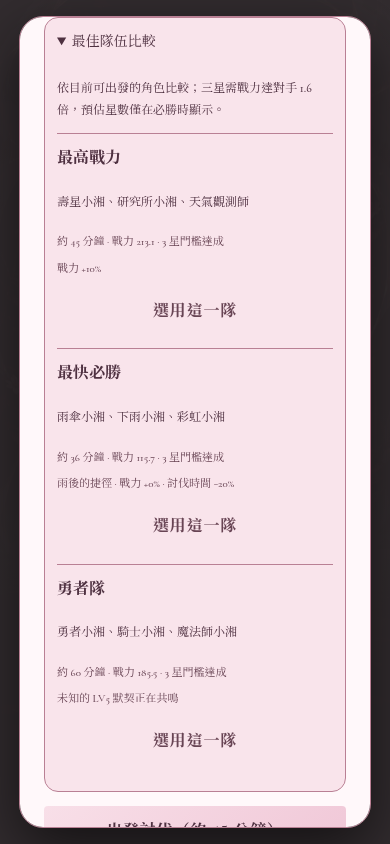 ▼ 最佳隊伍比較
依目前可出發的角色比較；三星需戰力達對手 1.6
倍，預估星數僅在必勝時顯示。
最高戰力
壽星小湘、研究所小湘、天氣觀測師
約 45 分鐘 · 戰力 213.1 · 3 星門檻達成
戰力 +10%
選用這一隊
最快必勝
雨傘小湘、下雨小湘、彩虹小湘
約 36 分鐘 · 戰力 115.7 · 3 星門檻達成
雨後的捷徑 · 戰力 +0% · 討伐時間 −20%
選用這一隊
勇者隊
勇者小湘、騎士小湘、魔法師小湘
約 60 分鐘 · 戰力 185.5 · 3 星門檻達成
未知的 LV5 默契正在共鳴
選用這一隊